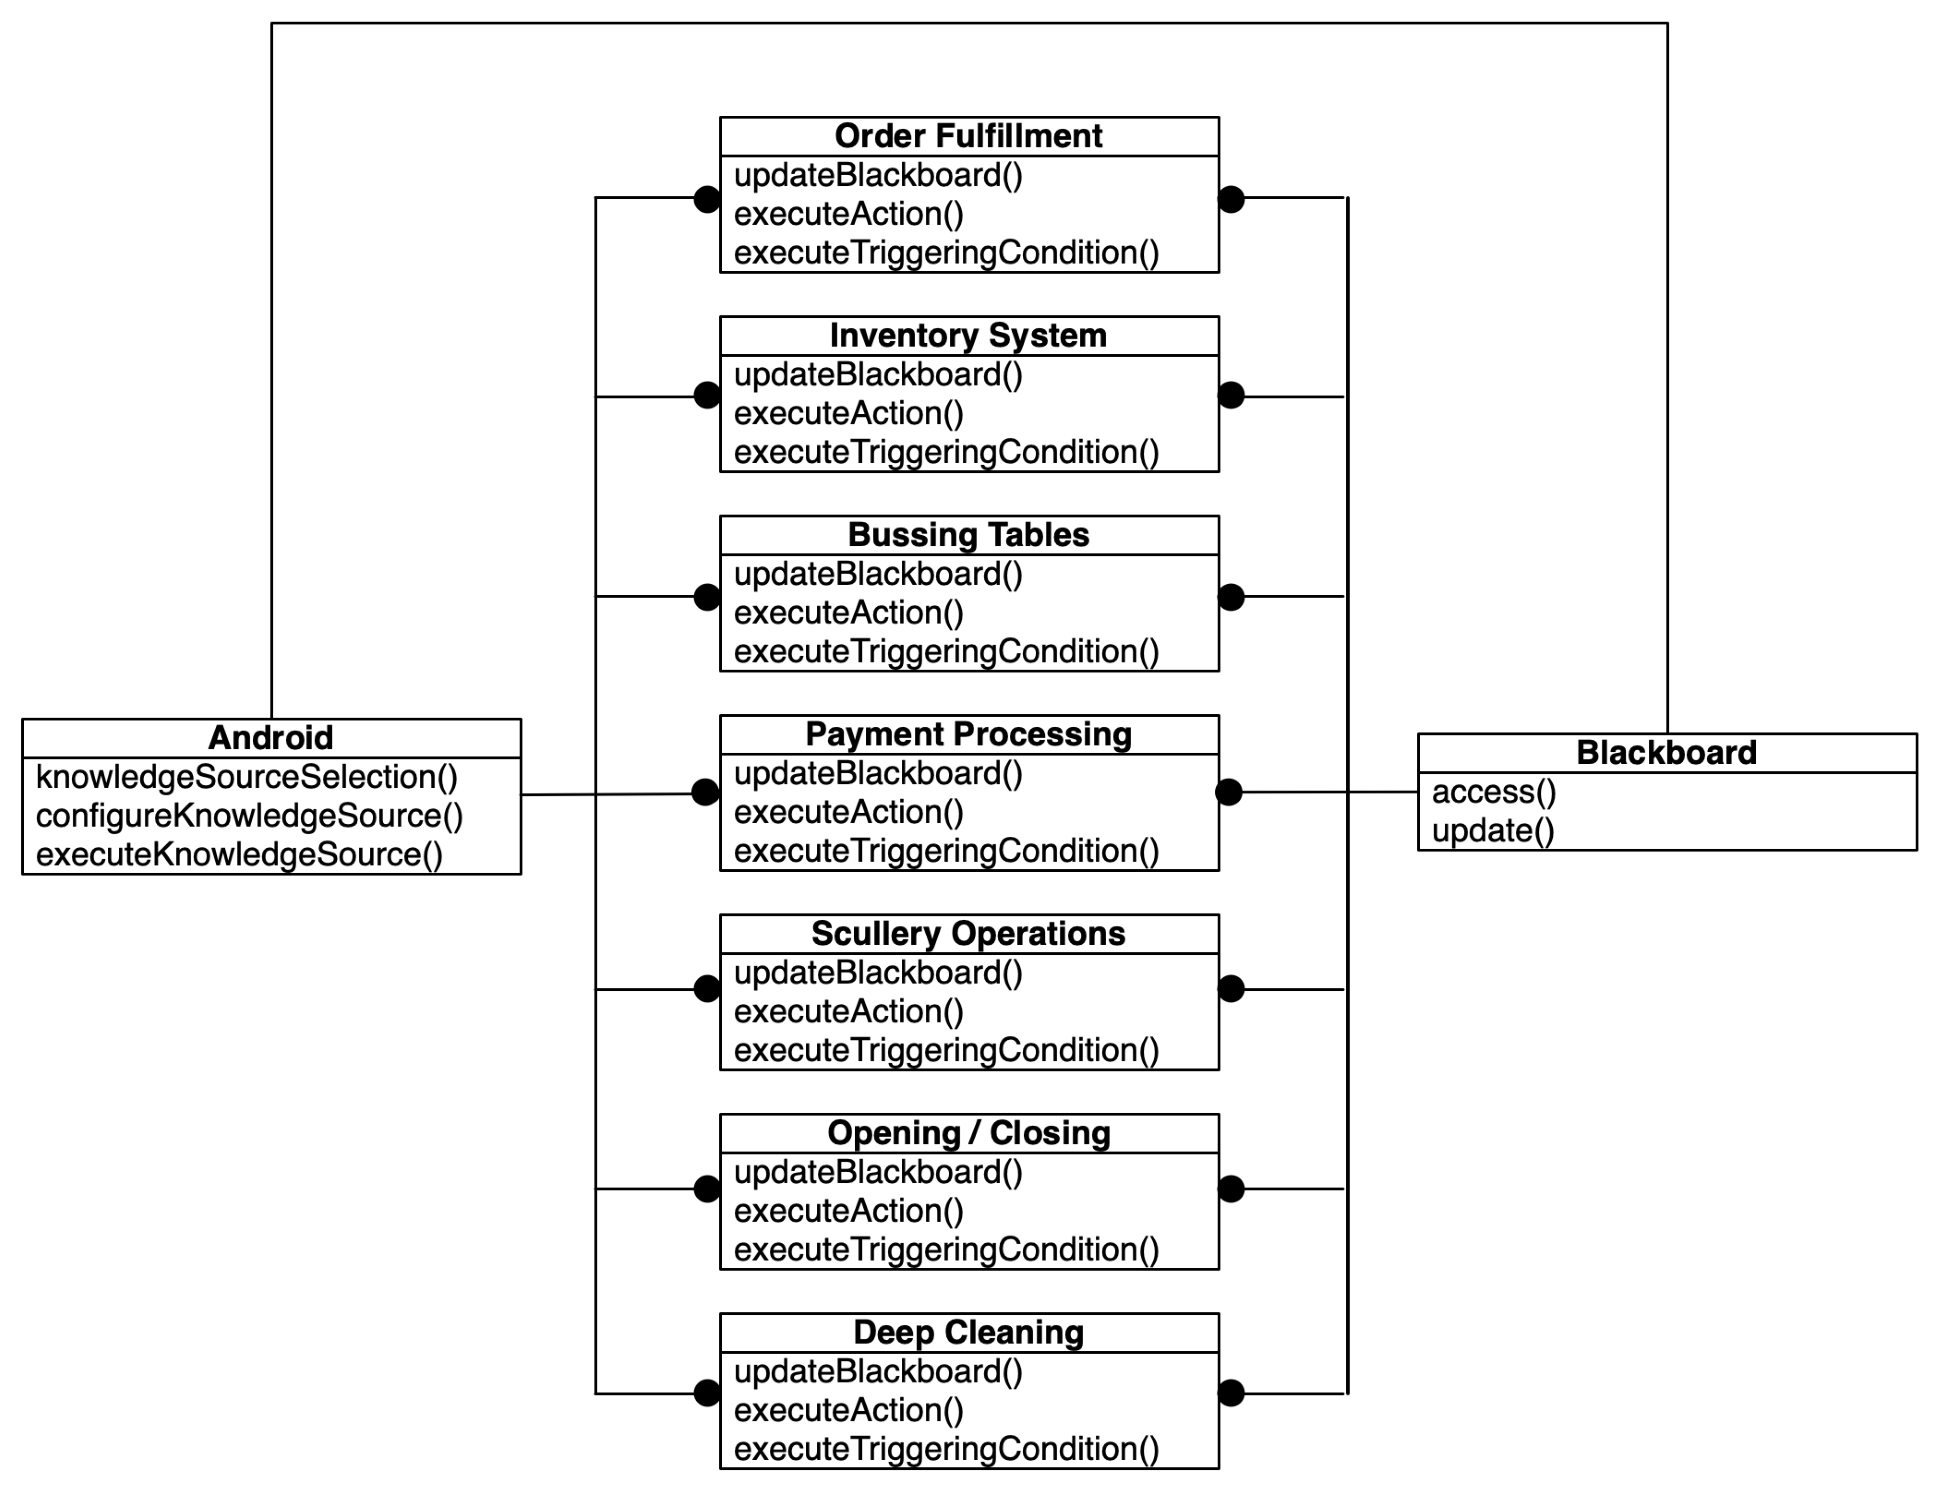 Order Fulfillment
updateBlackboard()
executeAction()
executeTriggeringCondition()
Inventory System
updateBlackboard()
executeAction()
executeTriggeringCondition()
Bussing Tables
updateBlackboard()
executeAction()
executeTriggeringCondition()
Android
knowledgeSourceSelection()
configureKnowledgeSource()
executeKnowledgeSource()
Payment Processing
updateBlackboard()
executeAction()
executeTriggeringCondition()
Blackboard
access()
update()
Scullery Operations
updateBlackboard()
executeAction()
executeTriggeringCondition()
Opening / Closing
updateBlackboard()
executeAction()
executeTriggeringCondition()
Deep Cleaning
updateBlackboard()
executeAction()
executeTriggeringCondition()